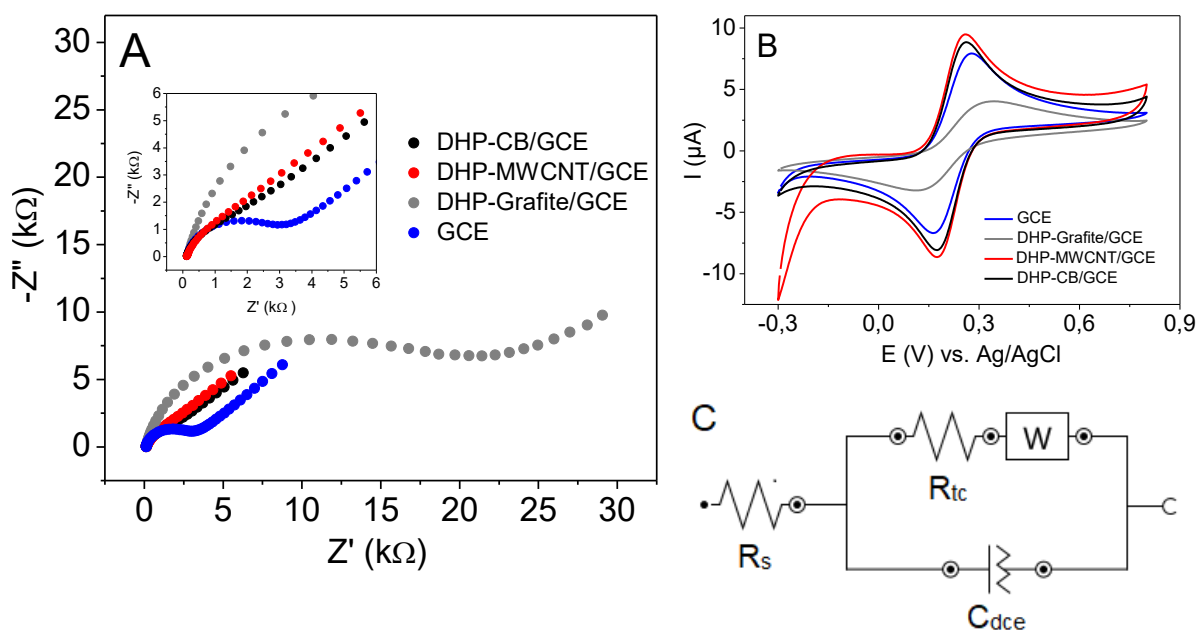 A
30
25
20
15
10
5
0
-Z" (kΩ)
0
5
10
15
20
25
30
Z' (kΩ)
6
5
4
3
2
1
0
-Z" (kΩ)
0
1
2
3
4
5
6
Z' (kΩ)
DHP-CB/GCE
DHP-MWCNT/GCE
DHP-Grafite/GCE
GCE
B
10
5
0
-5
-10
I (µA)
-0,3
0,0
0,3
0,6
0,9
E (V) vs. Ag/AgCl
GCE
DHP-Grafite/GCE
DHP-MWCNT/GCE
DHP-CB/GCE
C
Rtc
W
Rs
Cdce